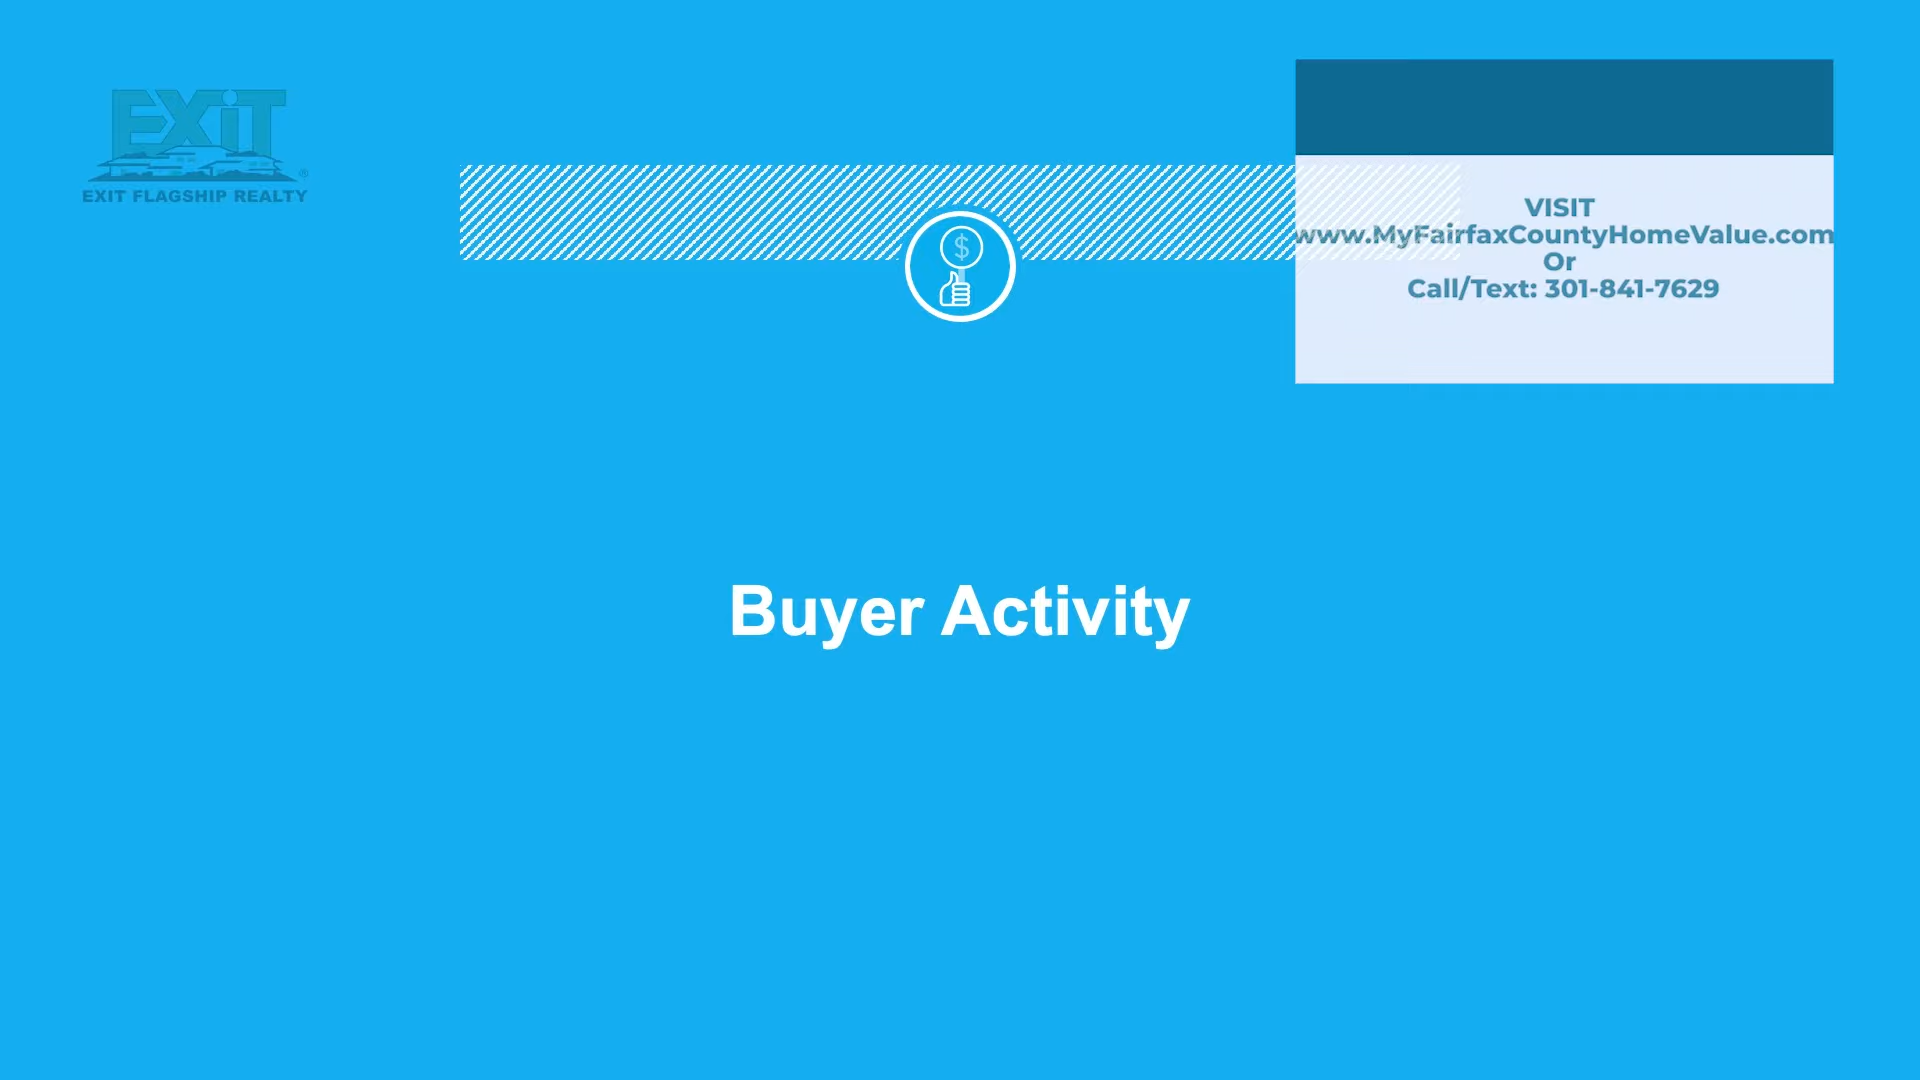 EXiT
®
EXIT FLAGSHIP REALTY
$
VISIT
www.MyFairfaxCountyHomeValue.com
Or
Call/Text: 301-841-7629
Buyer Activity